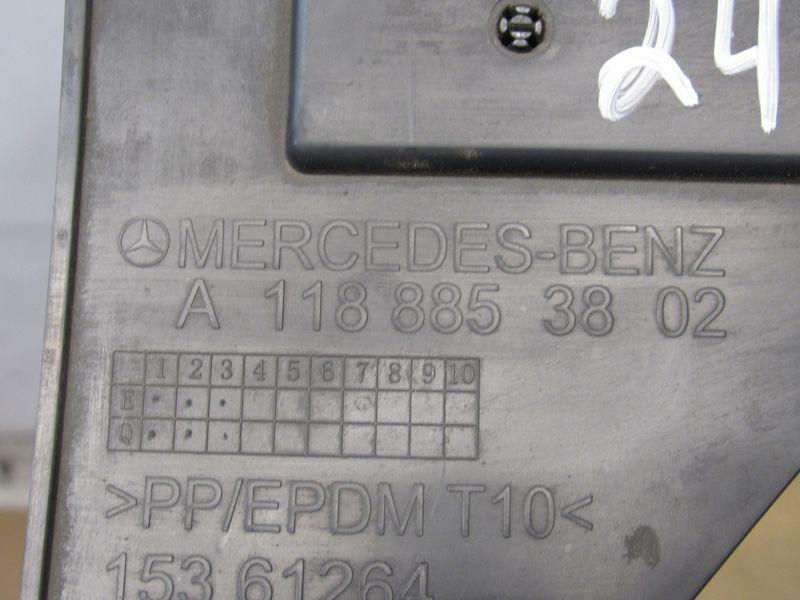 24
MERCEDES-BENZ
A 118 885 38 02
1 2 3 4 5 6 7 8 9 10
E
Q
>PP/EPDM T10<
153 61264